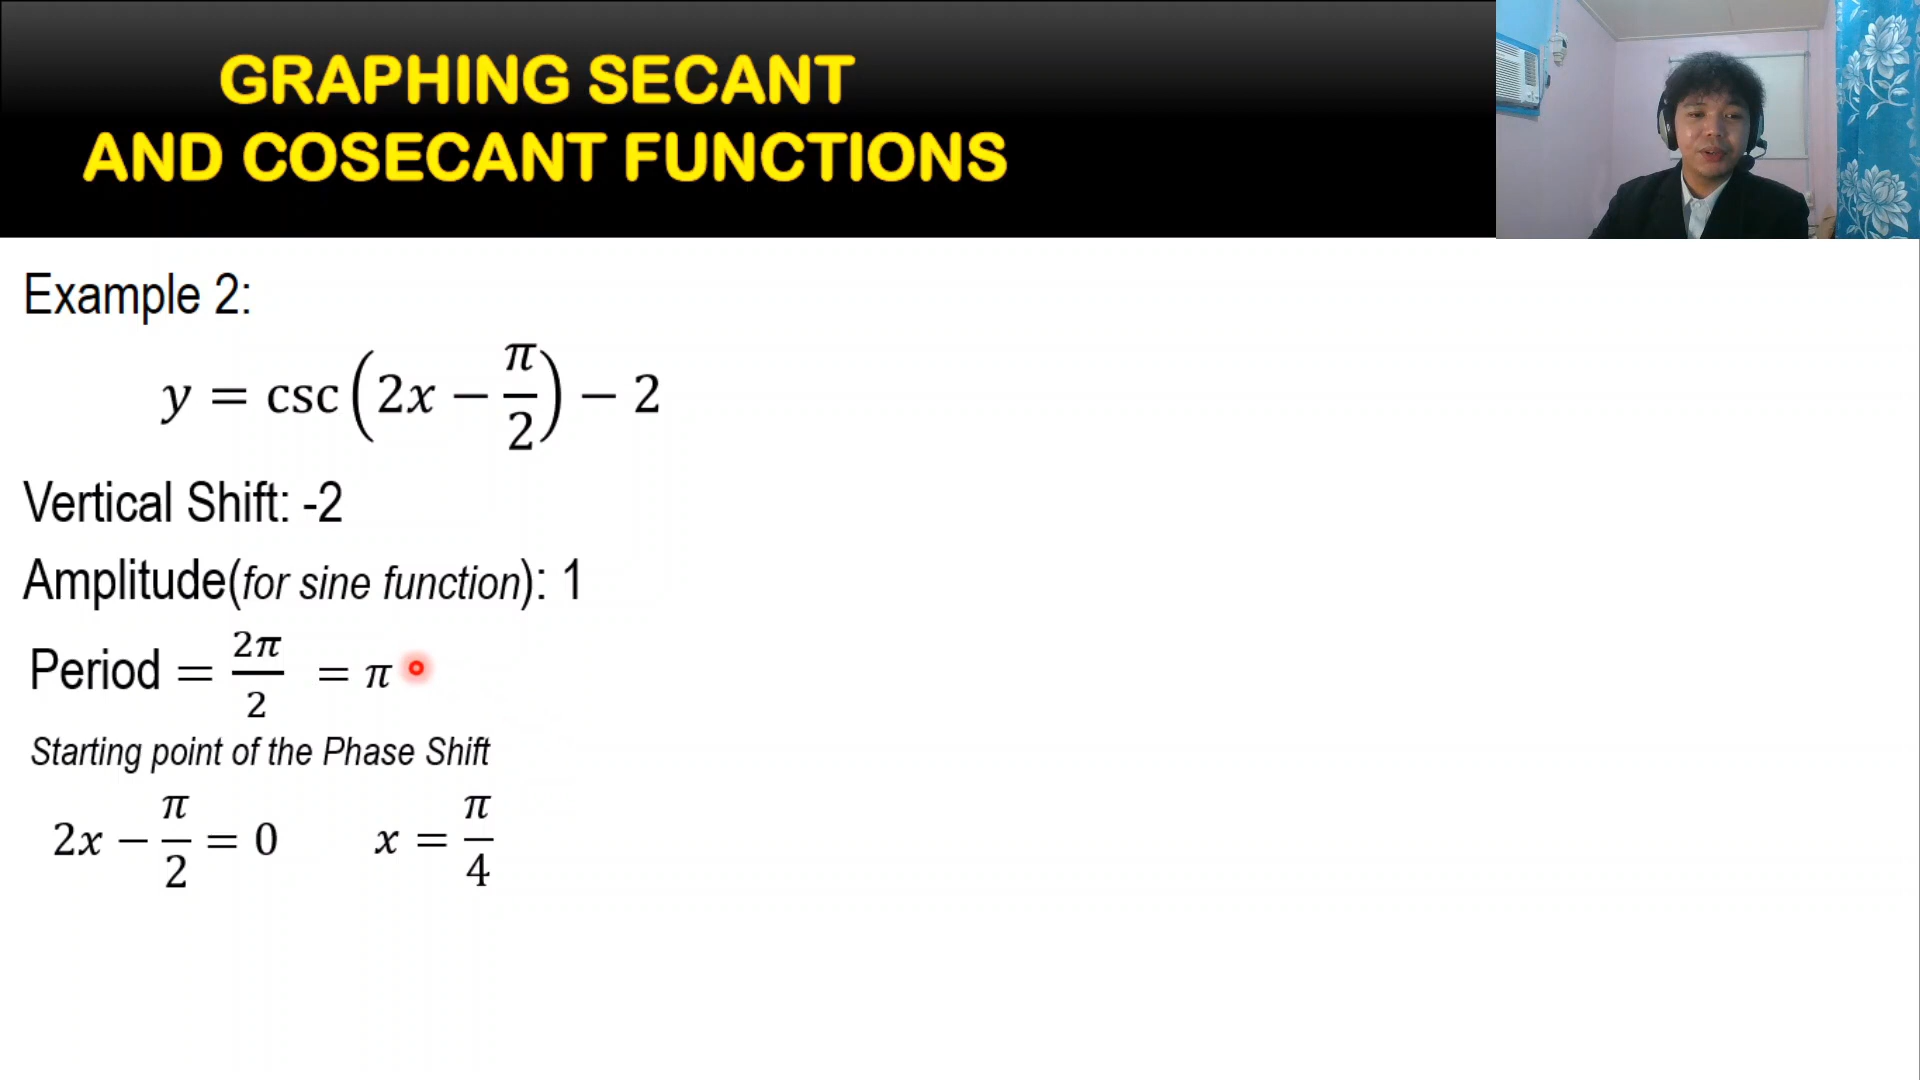 GRAPHING SECANT
AND COSECANT FUNCTIONS
Example 2:
y = csc(2x − π/2) − 2
Vertical Shift: -2
Amplitude(for sine function): 1
Period = 2π/2 = π
Starting point of the Phase Shift
2x − π/2 = 0 x = π/4